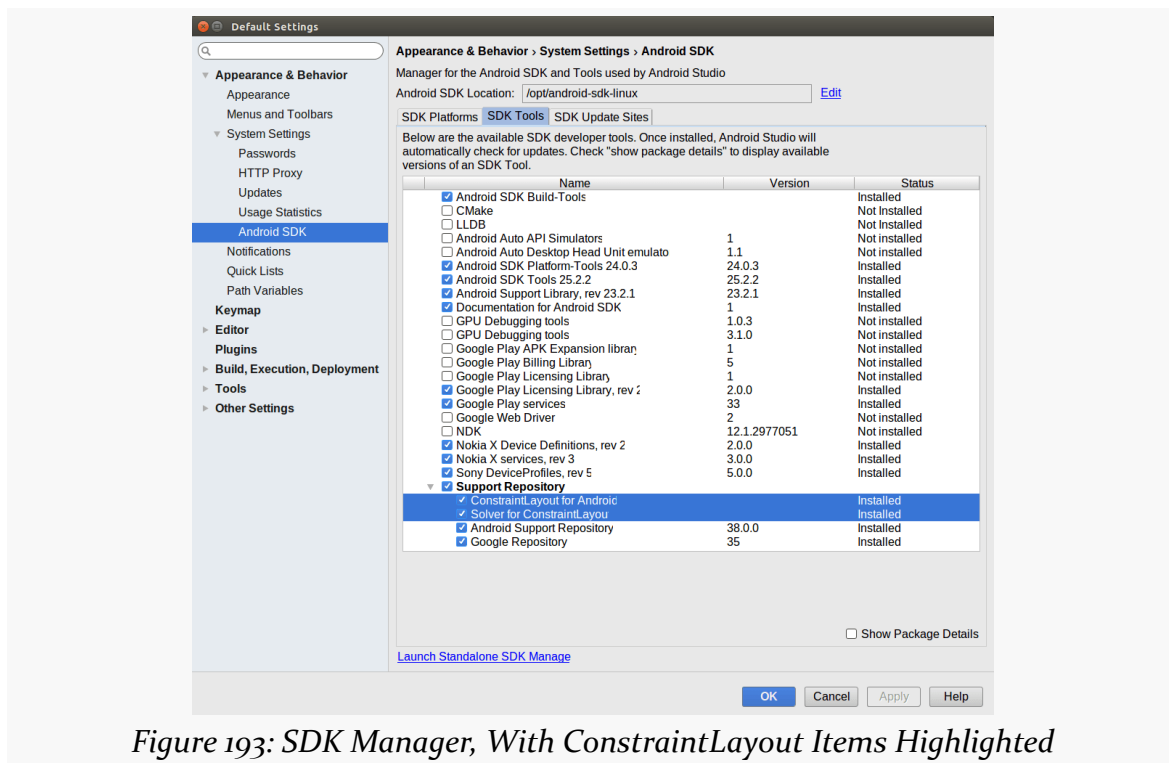 Default Settings
Appearance & Behavior
Appearance
Menus and Toolbars
System Settings
Passwords
HTTP Proxy
Updates
Usage Statistics
Android SDK
Notifications
Quick Lists
Path Variables
Keymap
Editor
Plugins
Build, Execution, Deployment
Tools
Other Settings
Appearance & Behavior › System Settings › Android SDK
Manager for the Android SDK and Tools used by Android Studio
Android SDK Location: /opt/android-sdk-linux Edit
SDK Platforms SDK Tools SDK Update Sites
Below are the available SDK developer tools. Once installed, Android Studio will
automatically check for updates. Check "show package details" to display available
versions of an SDK Tool.
Name Version Status
Android SDK Build-Tools Installed
CMake Not Installed
LLDB Not Installed
Android Auto API Simulators 1 Not installed
Android Auto Desktop Head Unit emulato 1.1 Not installed
Android SDK Platform-Tools 24.0.3 24.0.3 Installed
Android SDK Tools 25.2.2 25.2.2 Installed
Android Support Library, rev 23.2.1 23.2.1 Installed
Documentation for Android SDK 1 Installed
GPU Debugging tools 1.0.3 Not installed
GPU Debugging tools 3.1.0 Not installed
Google Play APK Expansion library 1 Not installed
Google Play Billing Library 5 Not installed
Google Play Licensing Library 1 Not installed
Google Play Licensing Library, rev 2 2.0.0 Installed
Google Play services 33 Installed
Google Web Driver 2 Not installed
NDK 12.1.2977051 Not installed
Nokia X Device Definitions, rev 2 2.0.0 Installed
Nokia X services, rev 3 3.0.0 Installed
Sony DeviceProfiles, rev 5 5.0.0 Installed
Support Repository
ConstraintLayout for Android Installed
Solver for ConstraintLayou Installed
Android Support Repository 38.0.0 Installed
Google Repository 35 Installed
Show Package Details
Launch Standalone SDK Manage
OK Cancel Apply Help
Figure 193: SDK Manager, With ConstraintLayout Items Highlighted